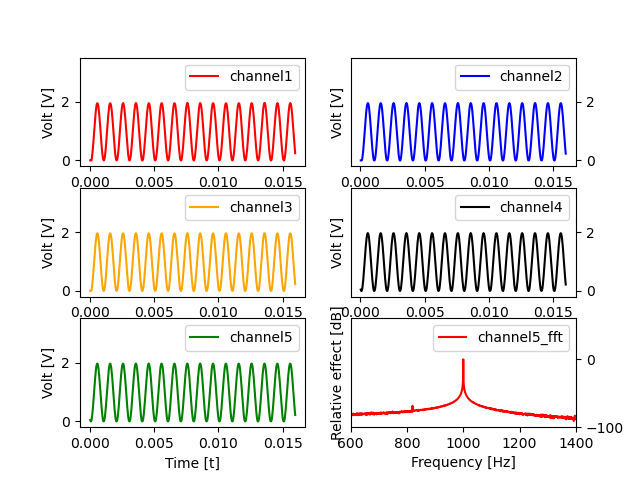 channel1
Volt [V]
2
0
0.000 0.005 0.010 0.015
channel2
Volt [V]
2
0
0.000 0.005 0.010 0.015
channel3
Volt [V]
2
0
0.000 0.005 0.010 0.015
channel4
Volt [V]
2
0
0.000 0.005 0.010 0.015
channel5
Volt [V]
2
0
0.000 0.005 0.010 0.015
Time [t]
channel5_fft
Relative effect [dB]
0
−100
600 800 1000 1200 1400
Frequency [Hz]